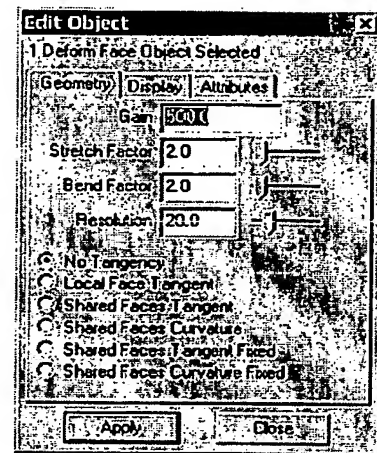 Edit Object
1 Deform Face Object Selected
Geometry Display Attributes
Gain 500.0
Stretch Factor 2.0
Bend Factor 2.0
Resolution 20.0
No Tangency
Local Face Tangent
Shared Faces Tangent
Shared Faces Curvature
Shared Faces Tangent Fixed
Shared Faces Curvature Fixed
Apply Close